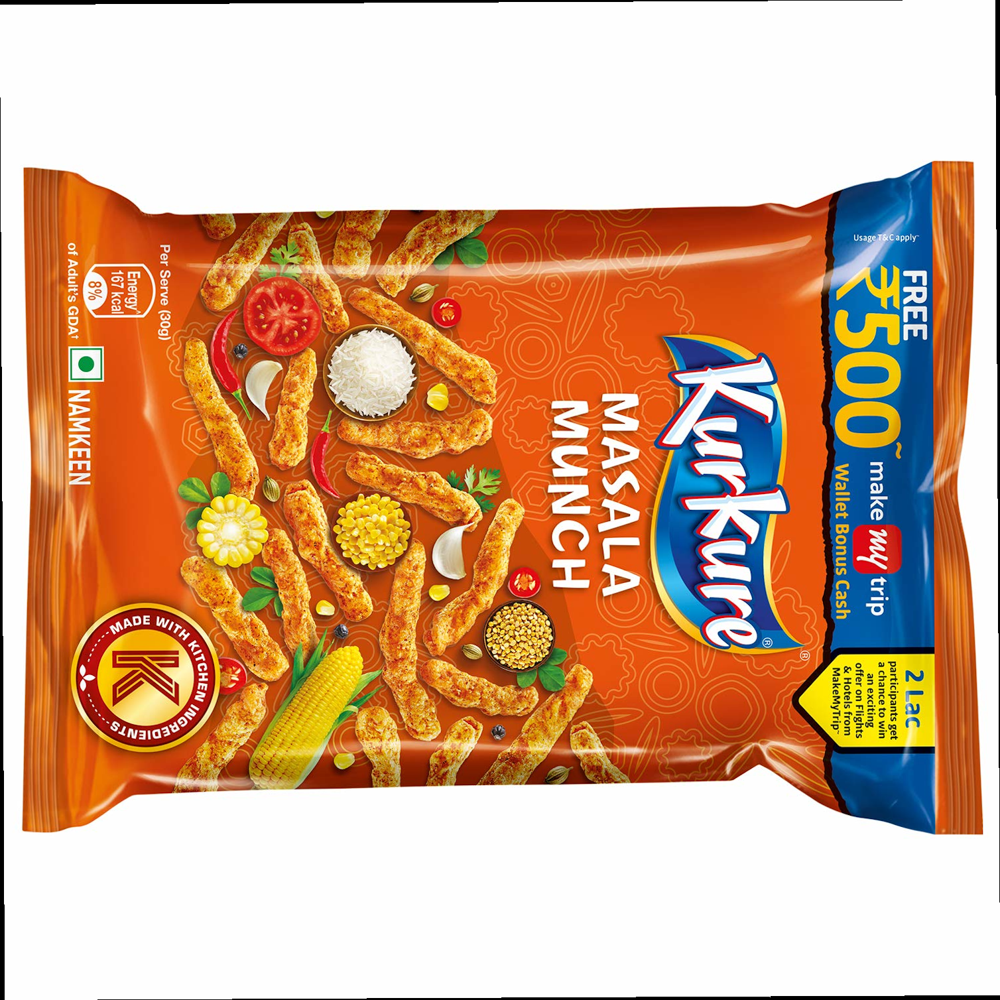 Usage T&C apply~
FREE
₹500~
make my trip
Wallet Bonus Cash
2 Lac
participants get
a chance to win
an exciting
offer on Flights
& Hotels from
MakeMyTrip~
Kurkure®
®
MASALA
MUNCH
Per Serve (30g)
Energy^
167 kcal
8%
of Adult's GDA†
NAMKEEN
MADE WITH KITCHEN INGREDIENTS
K